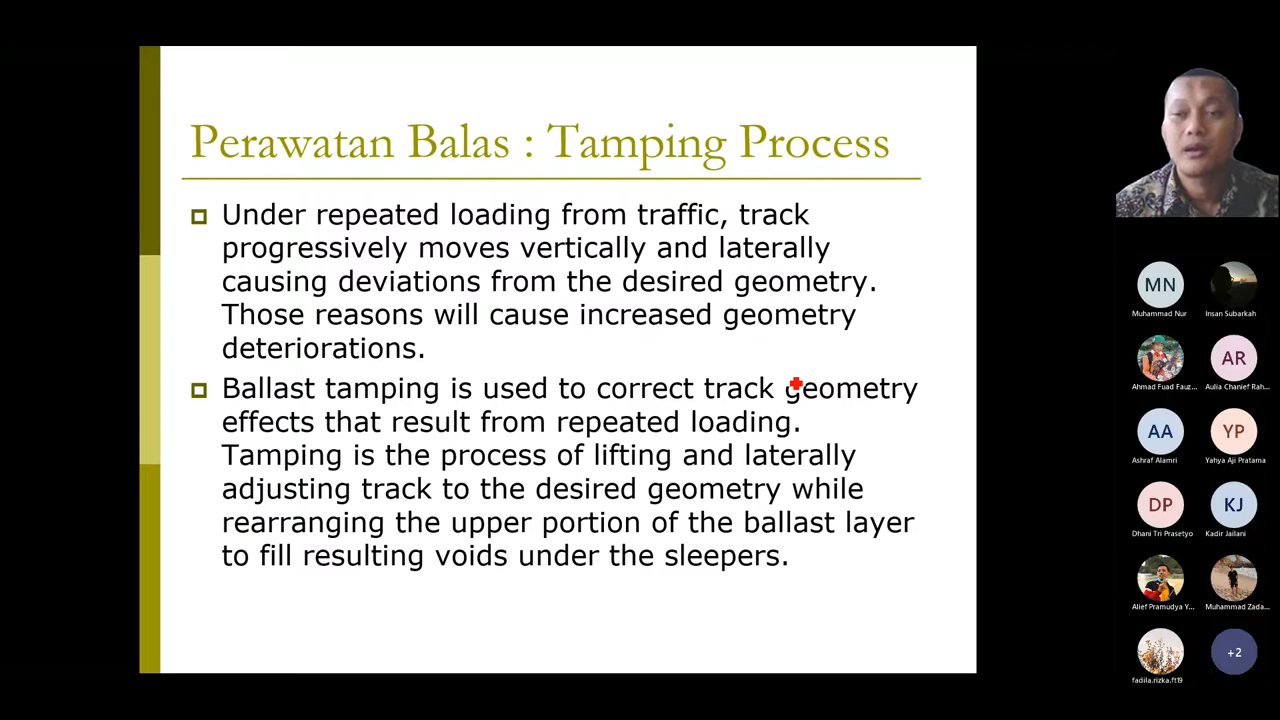 Perawatan Balas : Tamping Process
Under repeated loading from traffic, track
progressively moves vertically and laterally
causing deviations from the desired geometry.
Those reasons will cause increased geometry
deteriorations.
Ballast tamping is used to correct track geometry
effects that result from repeated loading.
Tamping is the process of lifting and laterally
adjusting track to the desired geometry while
rearranging the upper portion of the ballast layer
to fill resulting voids under the sleepers.
MN
Muhammad Nur
Insan Subarkah
Ahmad Fuad Fauz...
AR
Aulia Chanief Rah...
AA
Ashraf Alamri
YP
Yahya Aji Pratama
DP
Dhani Tri Prasetyo
KJ
Kadir Jailani
Alief Pramudya Y...
Muhammad Zada...
fadila.rizka.ft19
+2